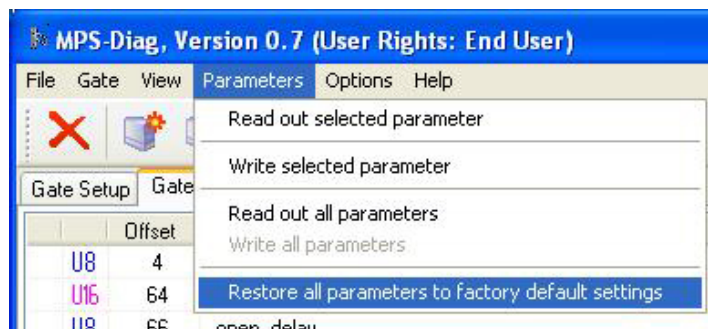 MPS-Diag, Version 0.7 (User Rights: End User)
File Gate View Parameters Options Help
Read out selected parameter
Write selected parameter
Gate Setup Gate
Read out all parameters
Offset
Write all parameters
U8 4
U16 64 Restore all parameters to factory default settings
U8 66 open_delay